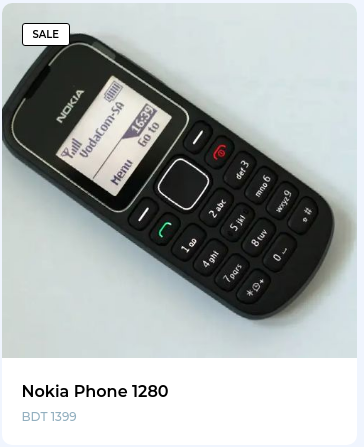 SALE
NOKIA
VodaCom-SA
16:39
Menu
Go to
def 3
mno 6
wxyz 9
#
2 abc
5 jkl
8 tuv
0
1
4 ghi
7 pqrs
*
Nokia Phone 1280
BDT 1399